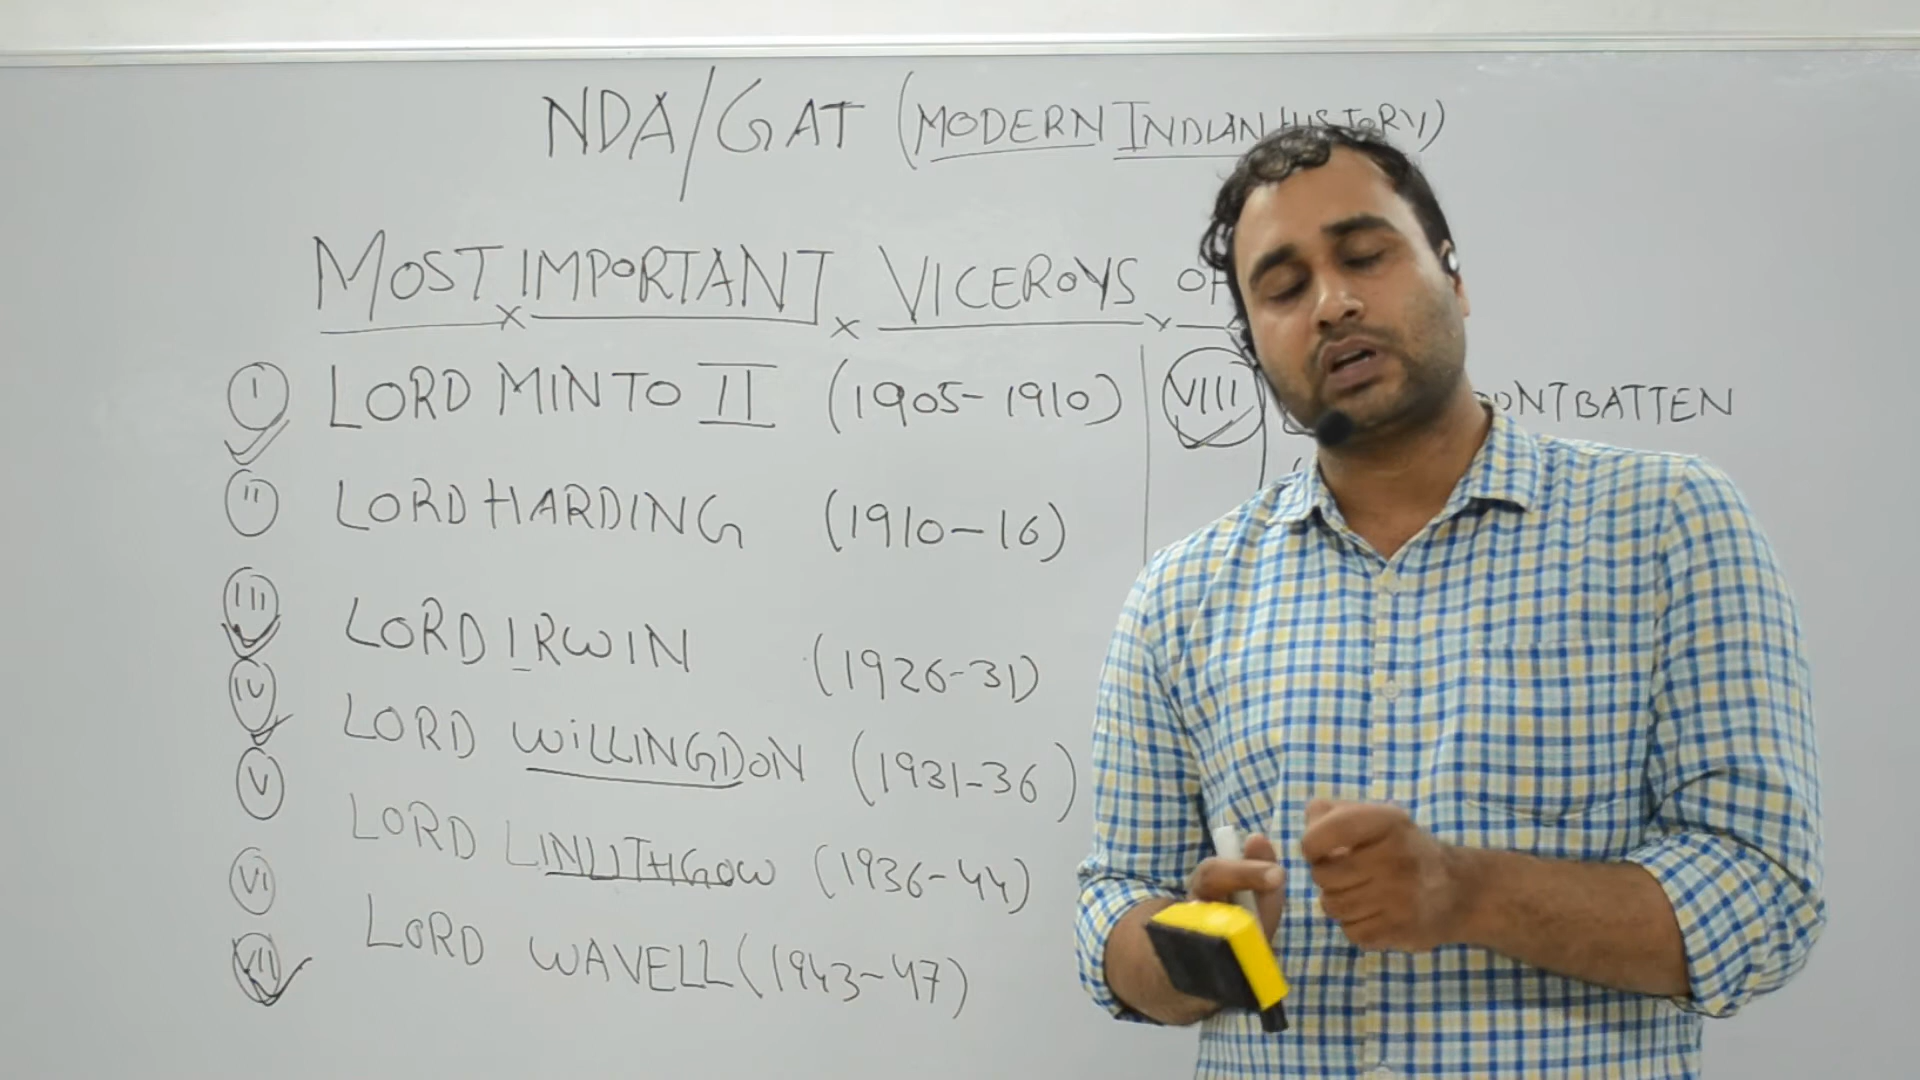 NDA/GAT (MODERN INDIAN HISTORY)
MOST IMPORTANT VICEROYS OF
I LORD MINTO II (1905-1910)
II LORD HARDING (1910-16)
III LORD IRWIN (1926-31)
IV LORD WILLINGDON (1931-36)
V LORD LINLITHGOW (1936-44)
VI LORD WAVELL (1943-47)
VII
VIII OUNTBATTEN